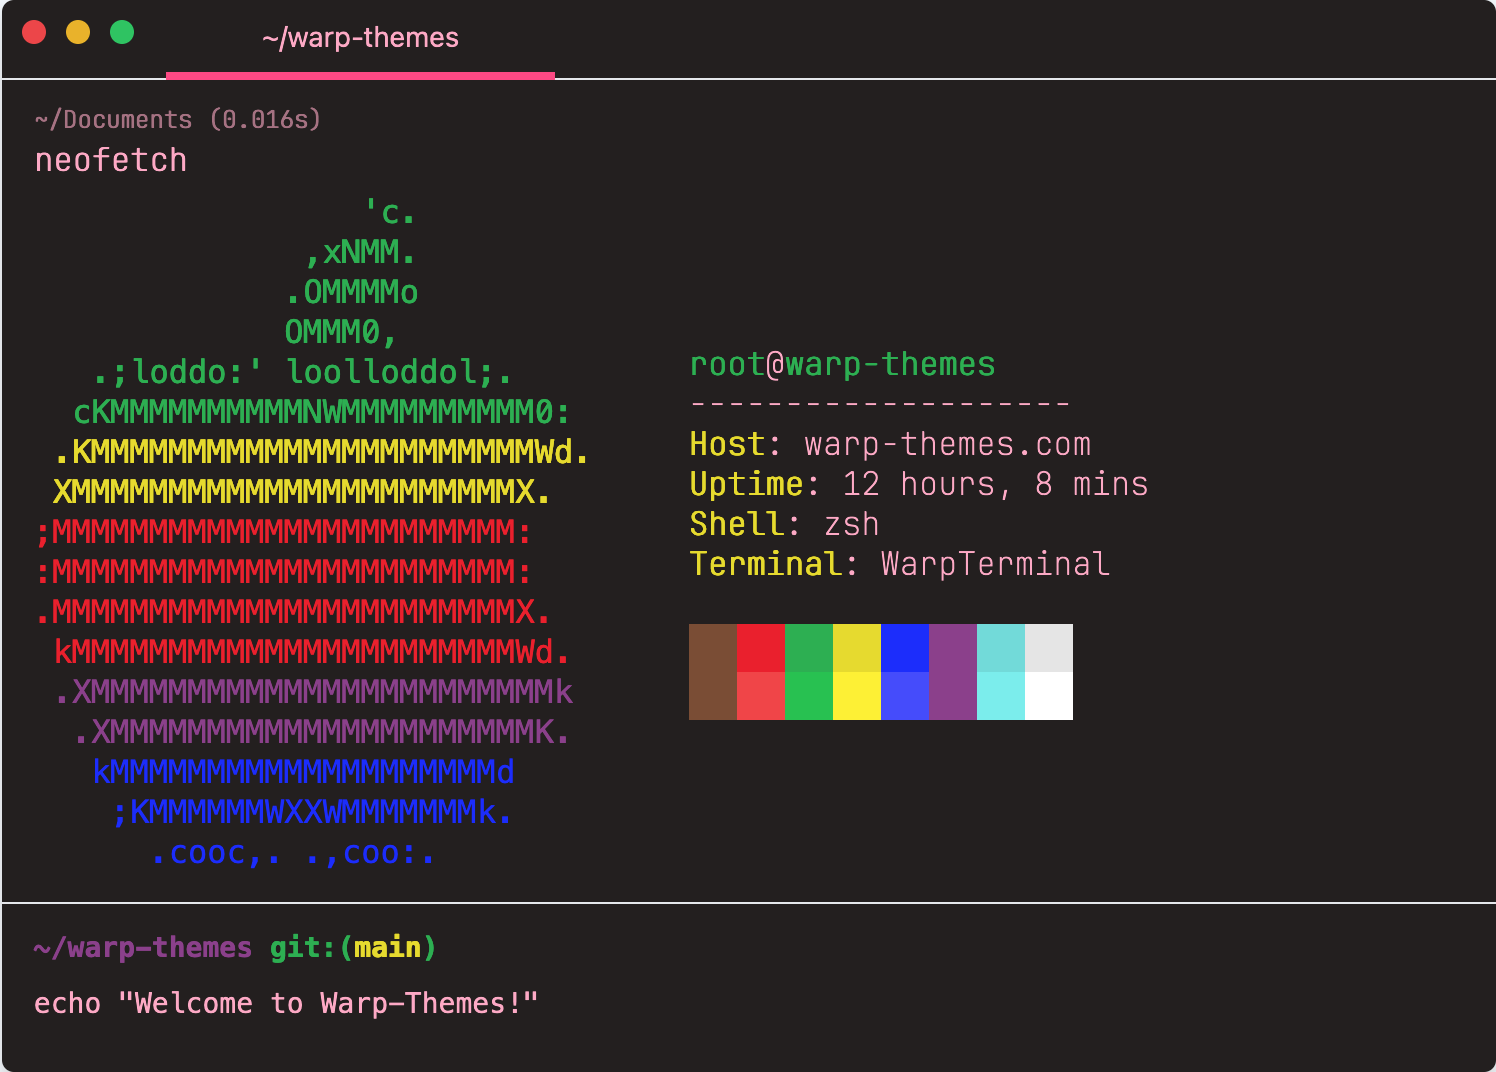 ~/warp-themes
~/Documents (0.016s)
neofetch
'c.
,xNMM.
.OMMMMo
OMMM0,
.;loddo:' loolloddol;.
cKMMMMMMMMMMNWMMMMMMMMMM0:
.KMMMMMMMMMMMMMMMMMMMMMMMWd.
XMMMMMMMMMMMMMMMMMMMMMMMX.
;MMMMMMMMMMMMMMMMMMMMMMMM:
:MMMMMMMMMMMMMMMMMMMMMMMM:
.MMMMMMMMMMMMMMMMMMMMMMMMX.
kMMMMMMMMMMMMMMMMMMMMMMMWd.
.XMMMMMMMMMMMMMMMMMMMMMMMMk
.XMMMMMMMMMMMMMMMMMMMMMMK.
kMMMMMMMMMMMMMMMMMMMMd
;KMMMMMMWXXWMMMMMMMk.
.cooc,. .,coo:.
root@warp-themes
--------------------
Host: warp-themes.com
Uptime: 12 hours, 8 mins
Shell: zsh
Terminal: WarpTerminal
~/warp-themes git:(main)
echo "Welcome to Warp-Themes!"